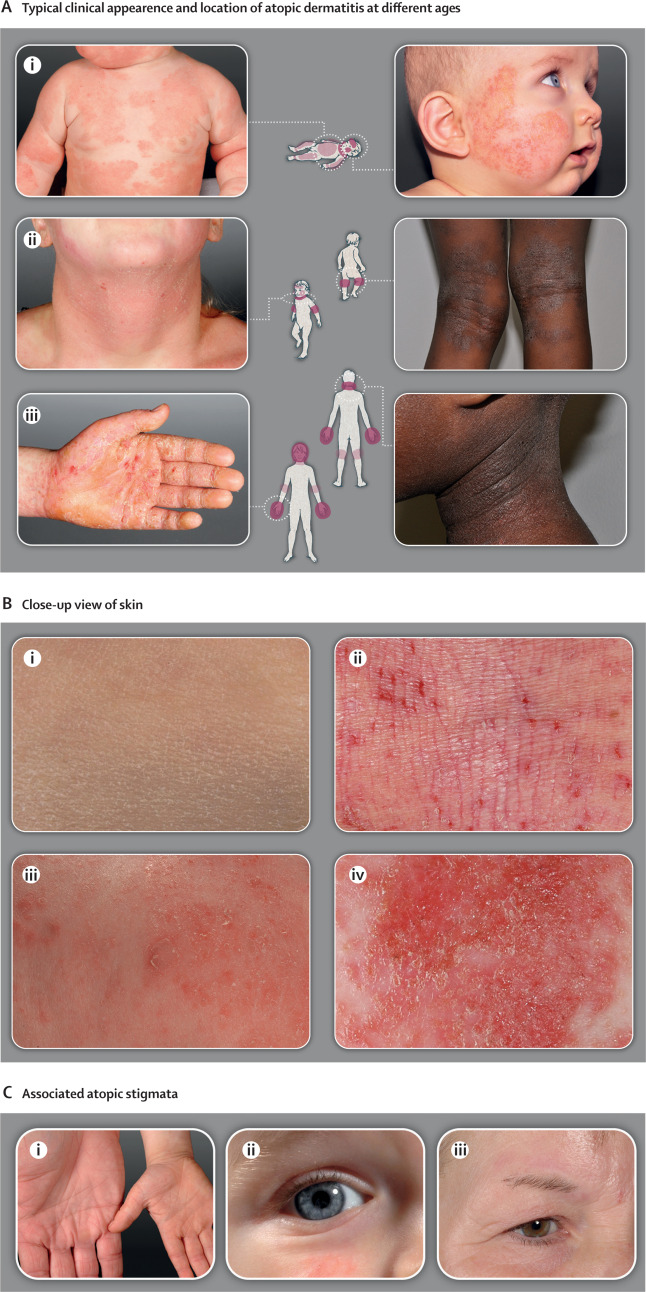 A Typical clinical appearence and location of atopic dermatitis at different ages
i
ii
iii
B Close-up view of skin
i
ii
iii
iv
C Associated atopic stigmata
i
ii
iii